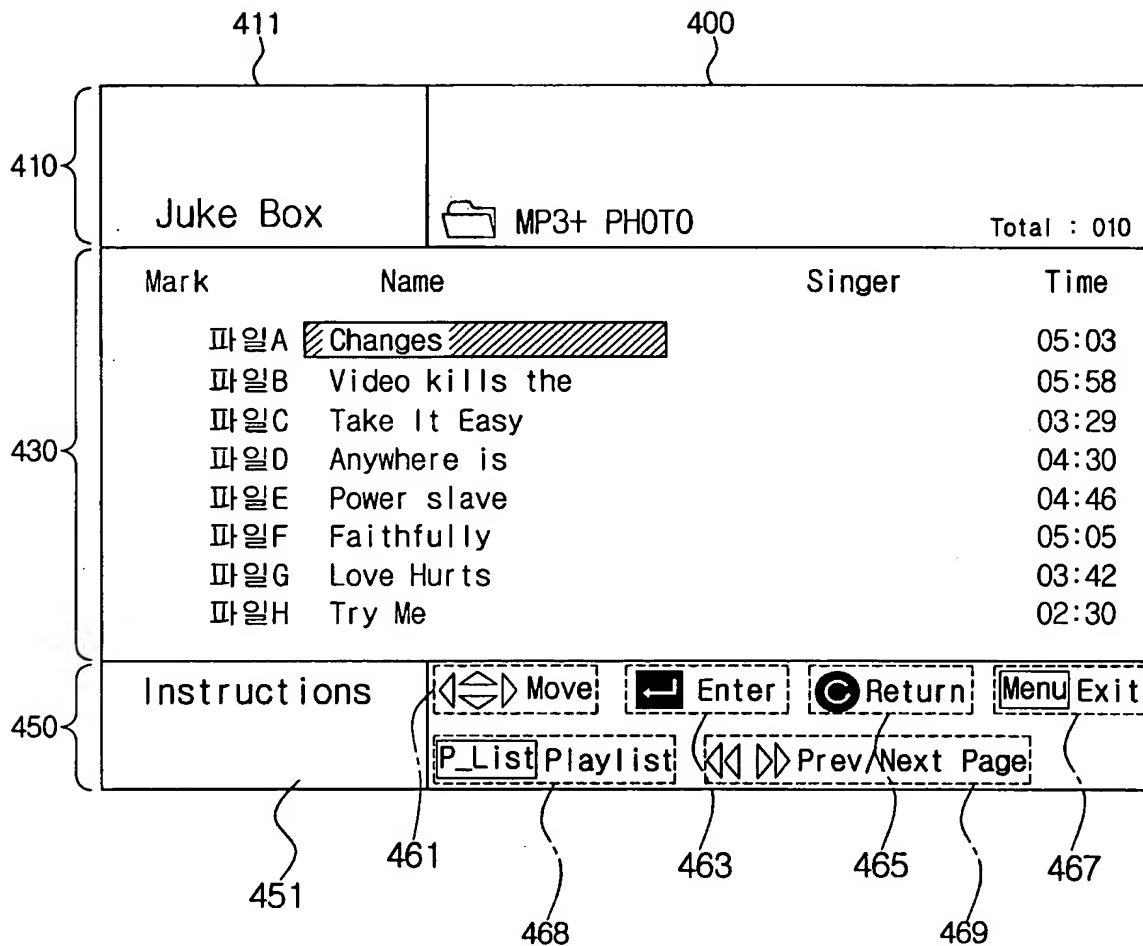 411 400
410
Juke Box MP3+ PHOTO Total : 010
Mark Name Singer Time
파일A Changes 05:03
파일B Video kills the 05:58
파일C Take It Easy 03:29
430
파일D Anywhere is 04:30
파일E Power slave 04:46
파일F Faithfully 05:05
파일G Love Hurts 03:42
파일H Try Me 02:30
Instructions Move Enter Return Menu Exit
450
P_List Playlist Prev/Next Page
461 463 465 467
451
468 469